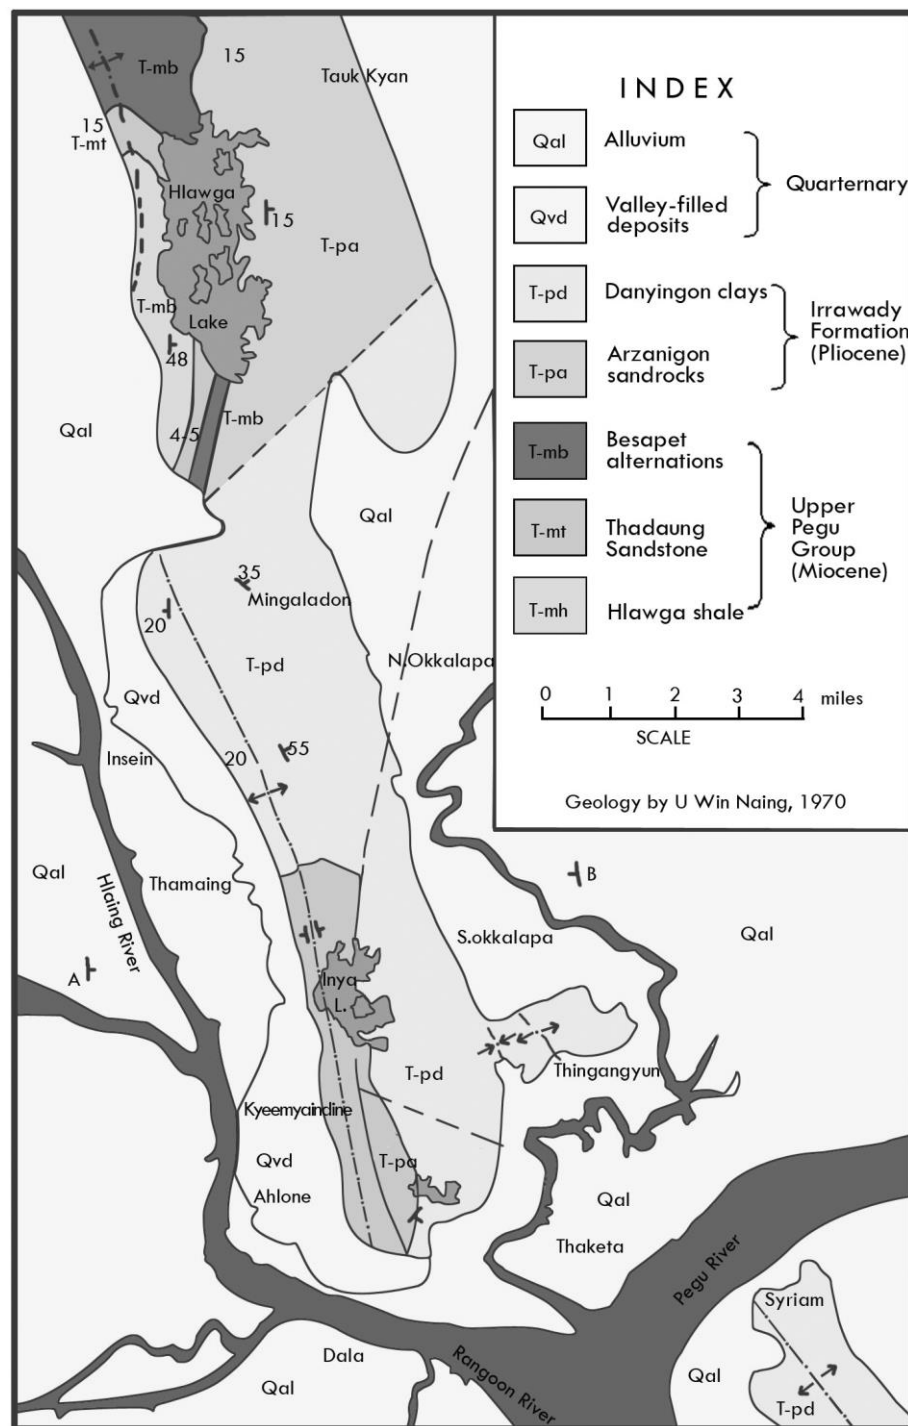 INDEX
Qal Alluvium
Quarternary
Qvd Valley-filled
deposits
T-pd Danyingon clays
Irrawady
Formation
(Pliocene)
T-pa Arzanigon
sandrocks
T-mb Besapet
alternations
Upper
Pegu
Group
(Miocene)
T-mt Thadaung
Sandstone
T-mh Hlawga shale
0 1 2 3 4 miles
SCALE
Geology by U Win Naing, 1970
T-mb
15
Tauk Kyan
15
T-mt
Hlawga
15
T-pa
T-mb
Lake
48
T-mb
4-5
Qal
Qal
35
Mingaladon
20
T-pd
N.Okkalapa
Qvd
Insein
20
55
Qal
Thamaing
Hlaing River
B
S.okkalapa
Qal
A
Inya
L.
T-pd
Thingangyun
Kyeemyaindine
Qvd
T-pa
Ahlone
Qal
Thaketa
Pegu River
Syriam
Dala
Qal
Rangoon River
Qal
T-pd